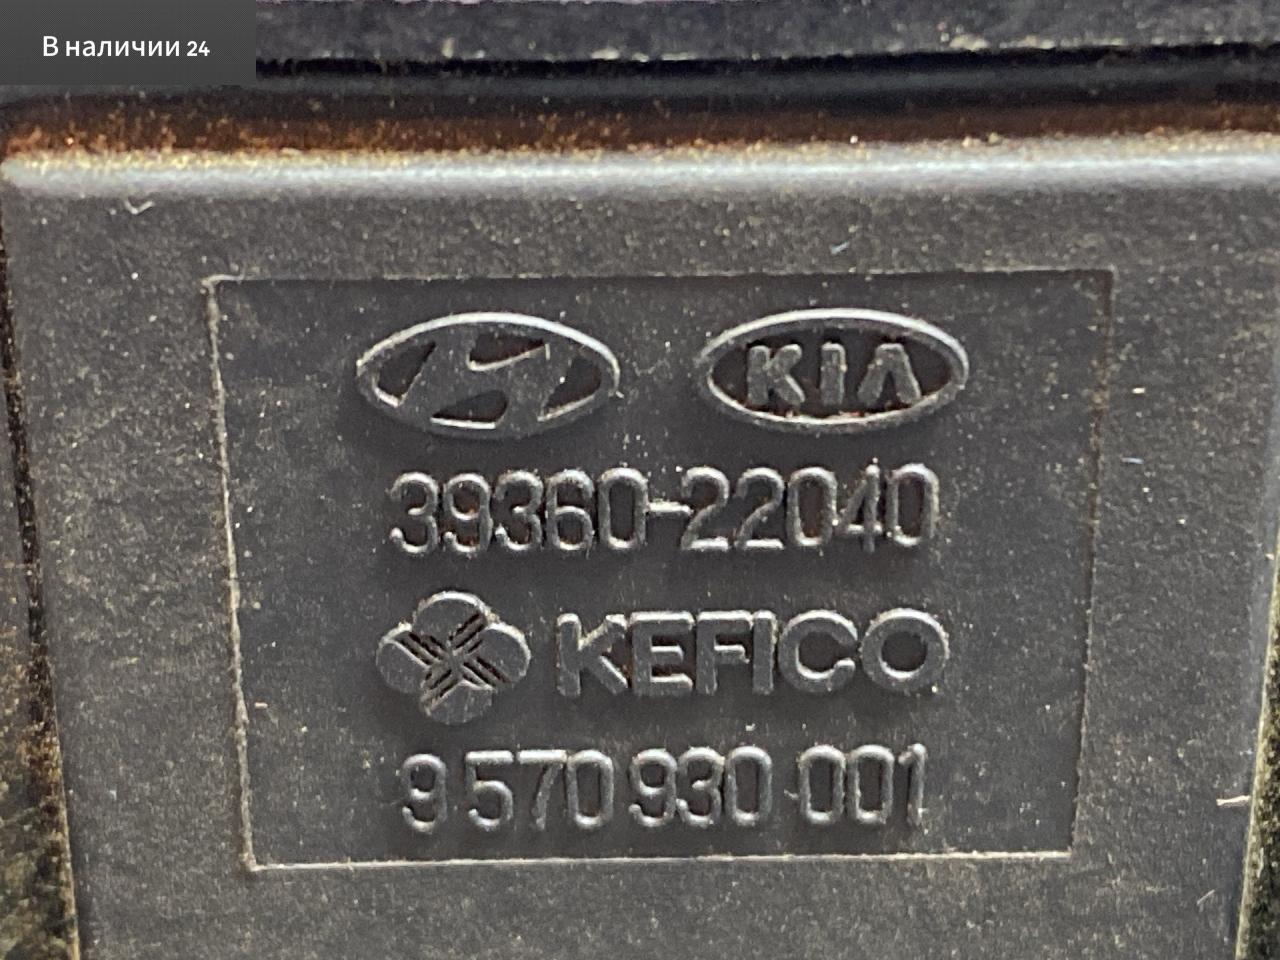 В наличии 24
KIA
39360-22040
KEFICO
9 570 930 001